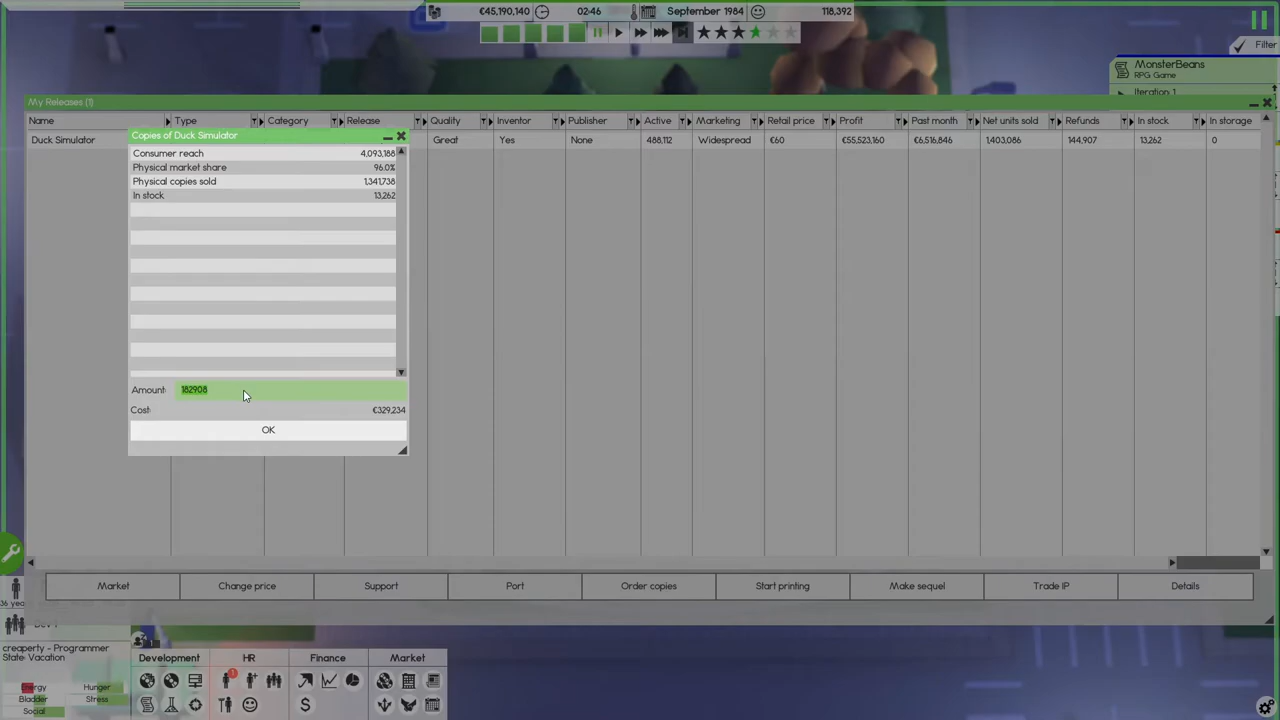 €45,190,140 02:46 September 1984 118,392
Filter
MonsterBeans
RPG Game
Iteration: 1
My Releases (1)
Name Type Category Release Quality Inventor Publisher Active Marketing Retail price Profit Past month Net units sold Refunds In stock In storage
Duck Simulator Great Yes None 488,112 Widespread €60 €55,523,160 €6,516,846 1,403,086 144,907 13,262 0
Copies of Duck Simulator
Consumer reach 4,093,188
Physical market share 96.0%
Physical copies sold 1,341,738
In stock 13,262
Amount: 182908
Cost: €329,234
OK
Market Change price Support Port Order copies Start printing Make sequel Trade IP Details
36 yea
Dev 1
creaperty - Programmer
State: Vacation
Energy Hunger
Bladder Stress
Social
Development HR Finance Market